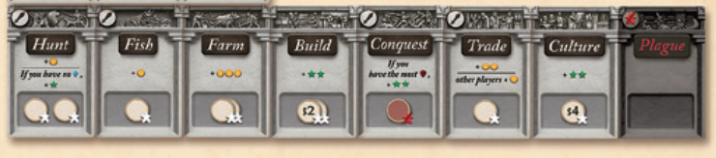 Hunt
+
If you have no ,
+
Fish
+
Farm
+
Build
+
$2
Conquest
If you
have the most ,
+
Trade
+
other players +
Culture
+
$4
Plague